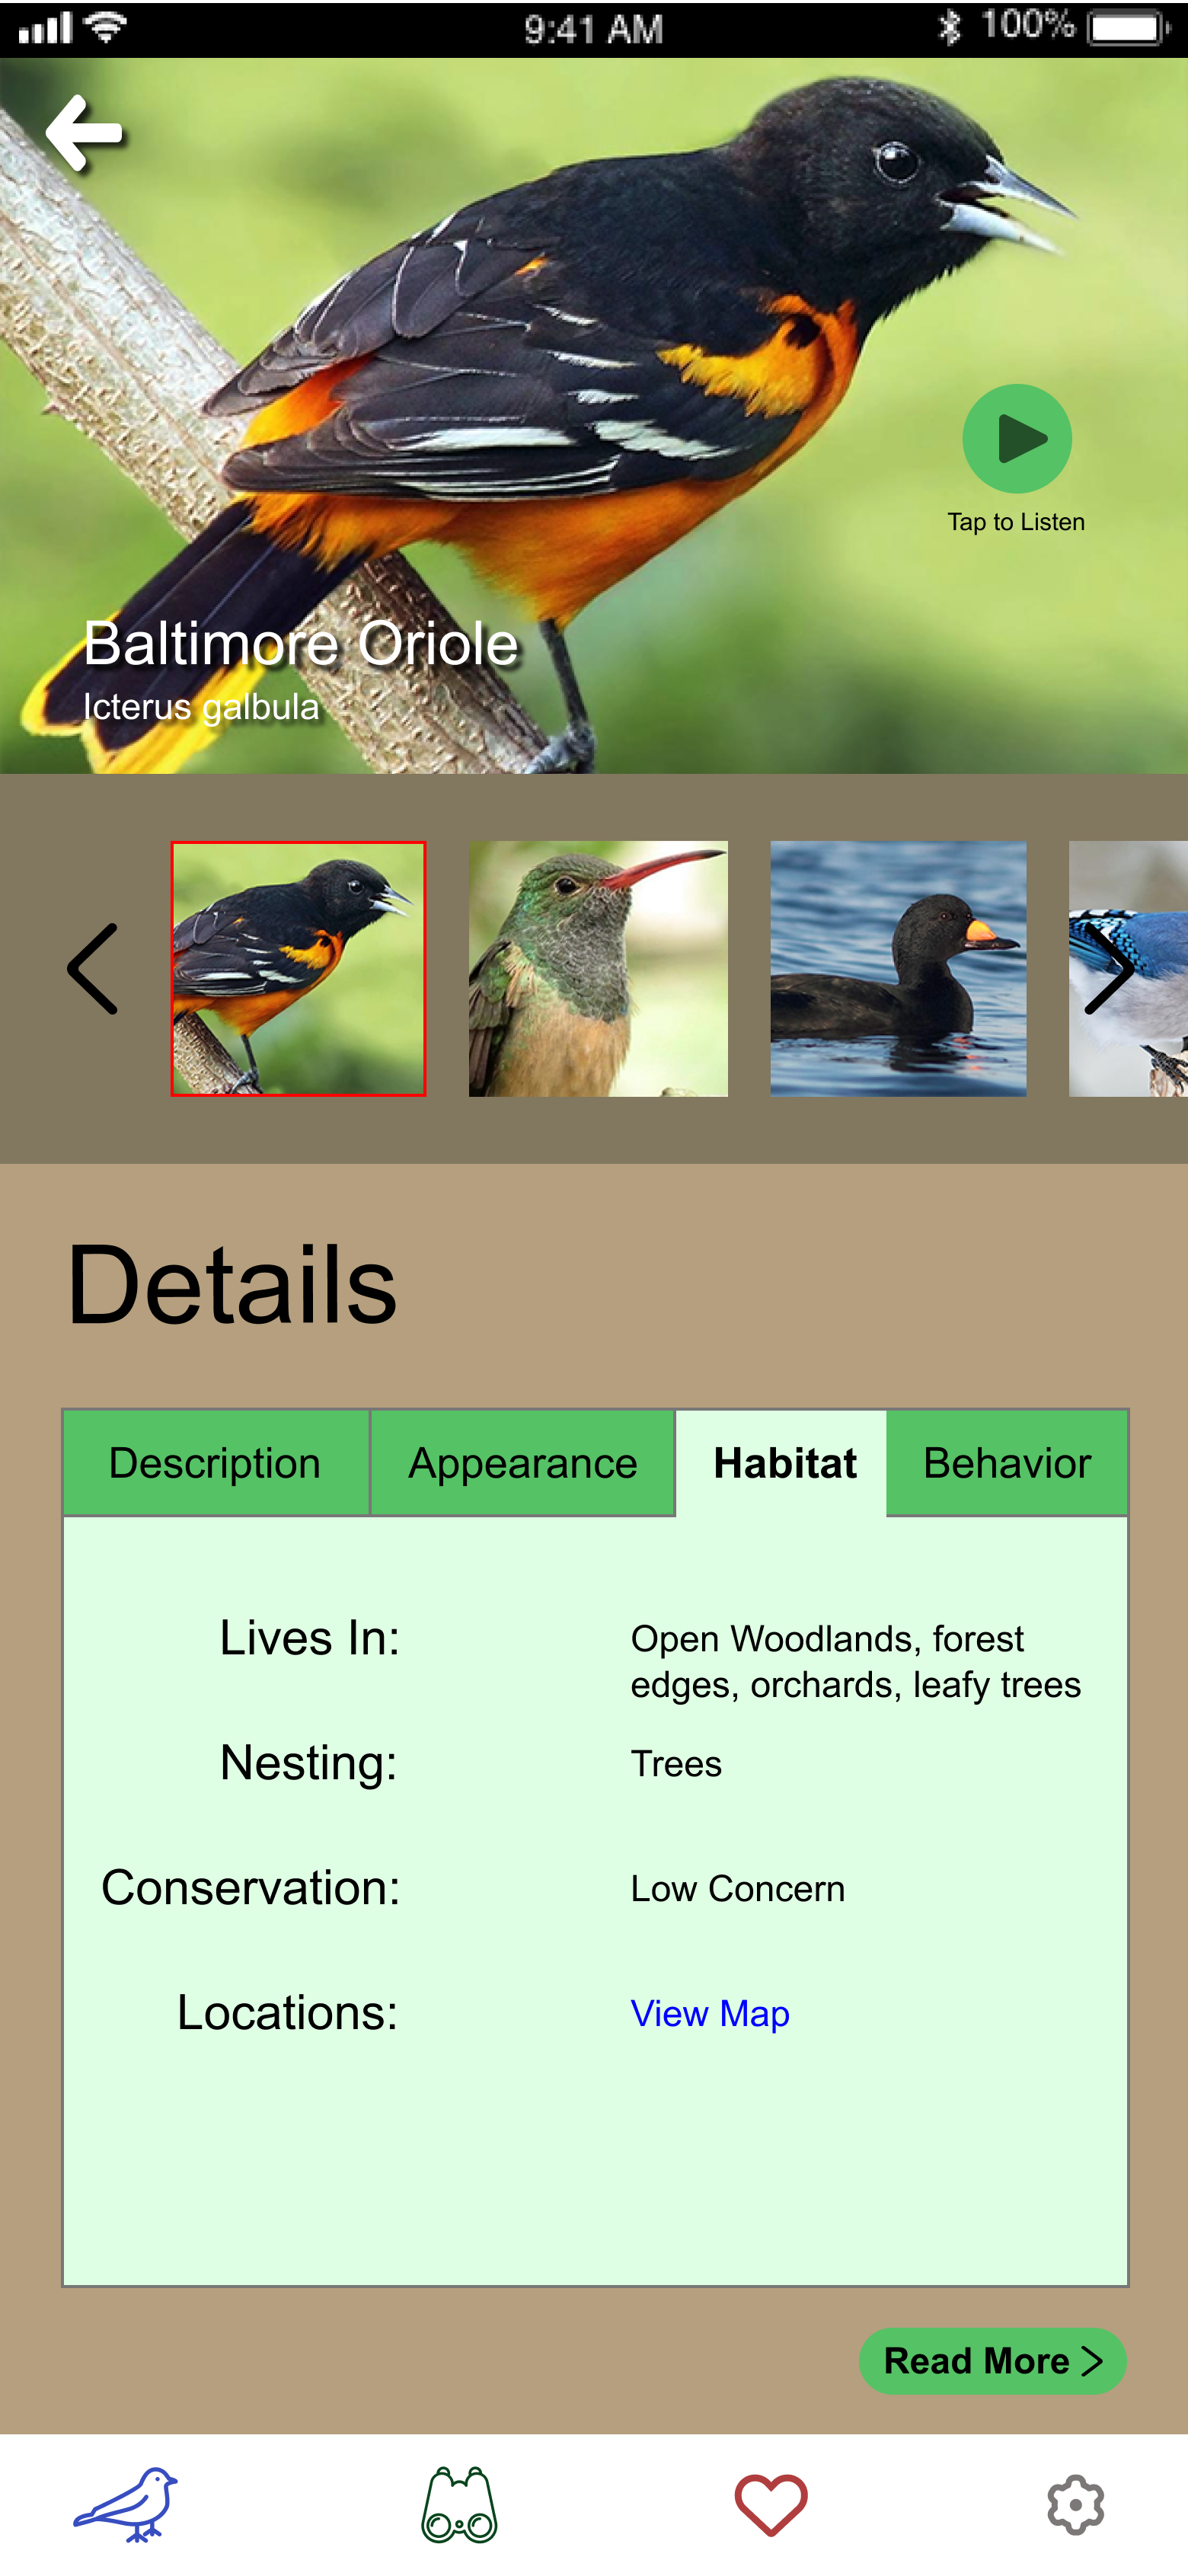 9:41 AM
100%
Tap to Listen
Baltimore Oriole
Icterus galbula
Details
Description Appearance Habitat Behavior
Lives In: Open Woodlands, forest
edges, orchards, leafy trees
Nesting: Trees
Conservation: Low Concern
Locations: View Map
Read More >